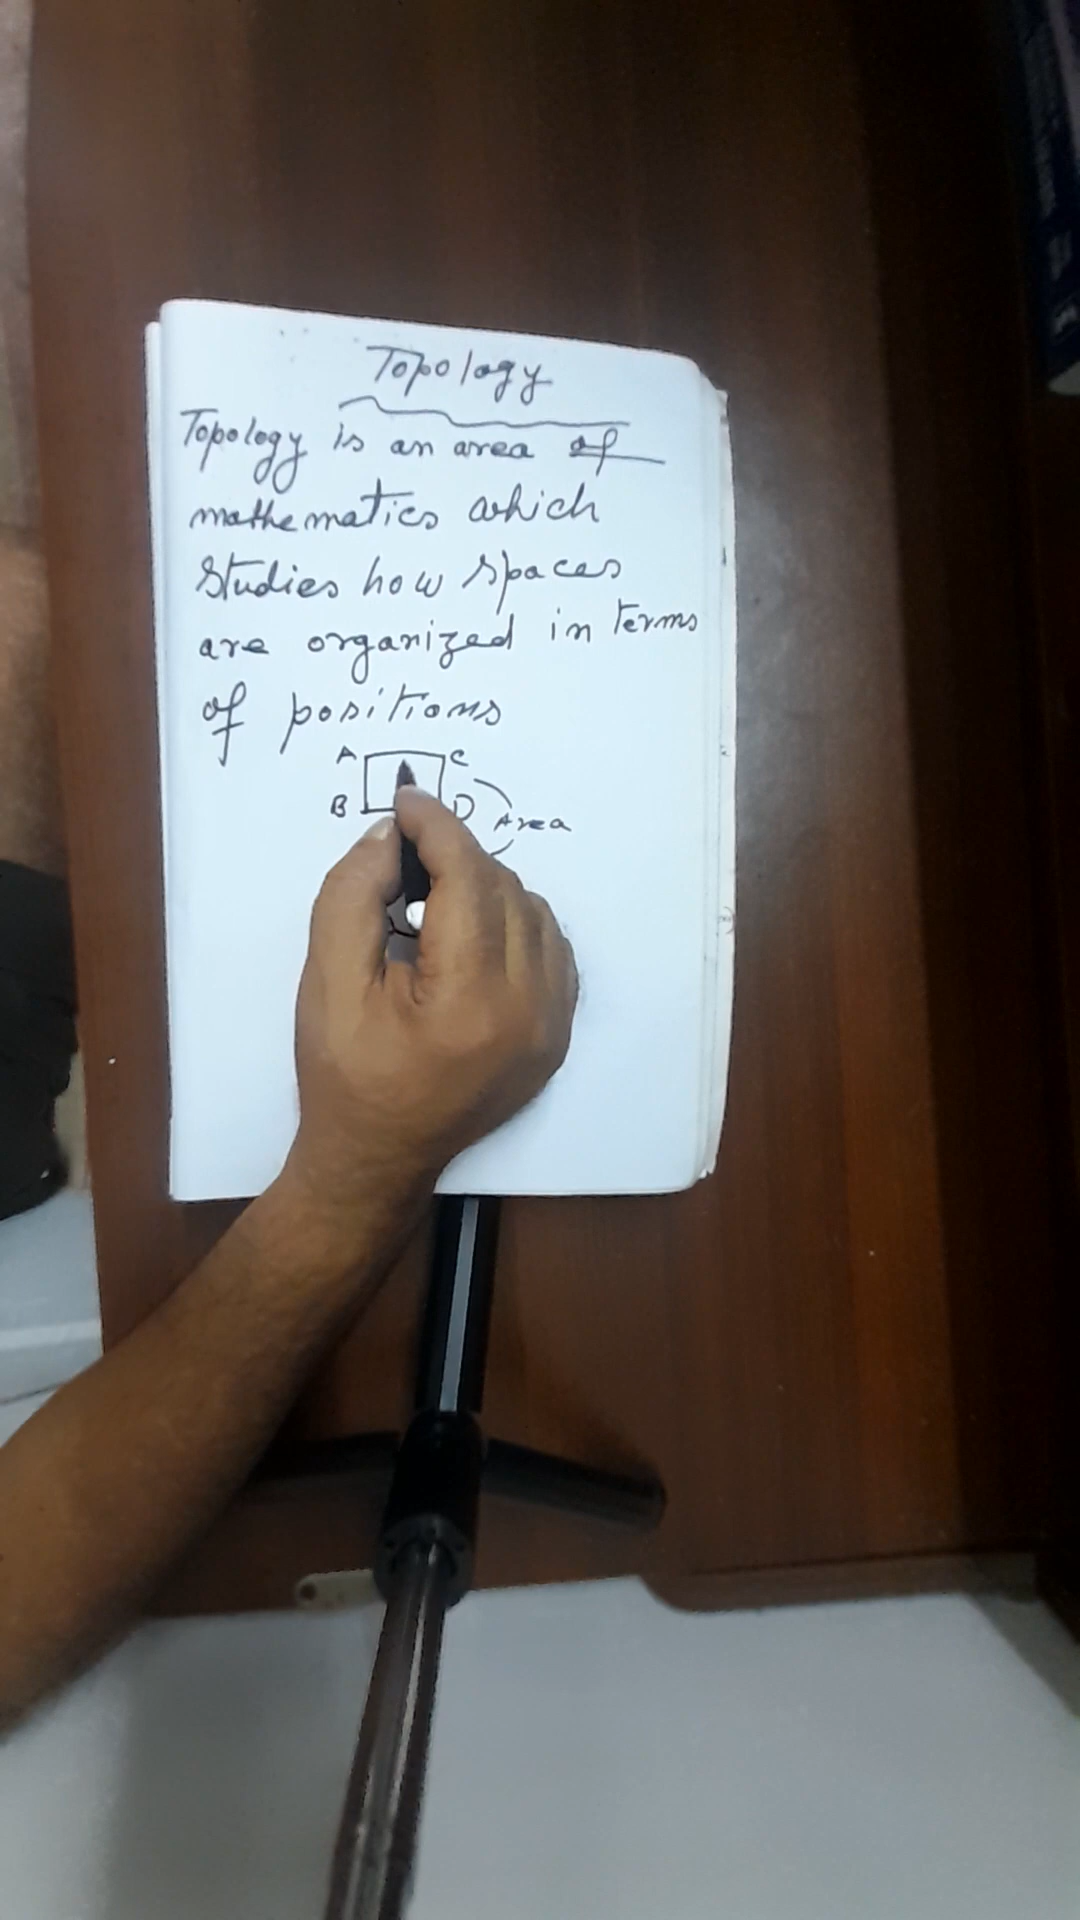 Topology
Topology is an area of
mathematics which
studies how spaces
are organized in terms
of positions
A C
B D
Area